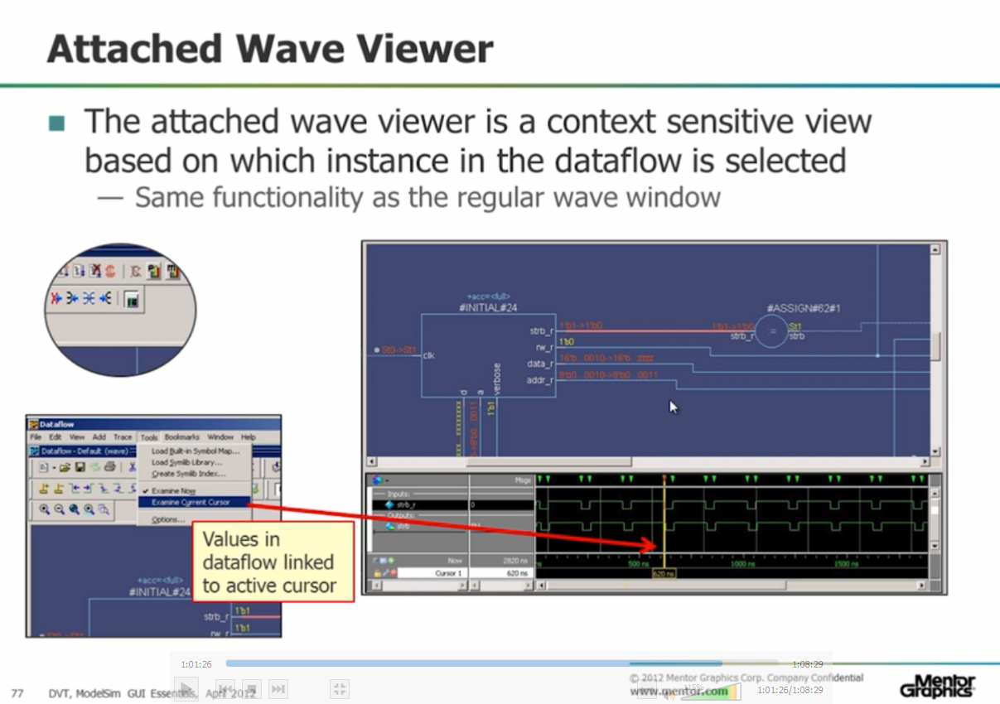 Attached Wave Viewer
The attached wave viewer is a context sensitive view
based on which instance in the dataflow is selected
— Same functionality as the regular wave window
+acc=<full>
#INITIAL#24
strb_r
1'b1->1'b0
rw_r
1'b0
data_r
16'b 0010->16'b zzzz
addr_r
8'b0 0010->8'b0 0011
St0->St1
clk
d
a
verbose
1'b1
#ASSIGN#62#1
1'b1->1'b0
strb_r
:=
St1
strb
Msgs
Inputs:
strb_r
0
Outputs:
strb
Now
2820 ns
Cursor 1
620 ns
500 ns
1000 ns
1500 ns
620 ns
Dataflow
File Edit View Add Trace Tools Bookmarks Window Help
Dataflow - Default (wave)
Load Built-in Symbol Map...
Load Symlib Library...
Create Symlib Index...
Examine Now
Examine Current Cursor
Options...
Values in
dataflow linked
to active cursor
+acc=<full>
#INITIAL#24
strb_r
1'b1
rw_r
1'b1
St0->St1
1:01:26
1:08:29
77 DVT, ModelSim GUI Essentials, April 2012
© 2012 Mentor Graphics Corp. Company Confidential
www.mentor.com
1:01:26/1:08:29
Mentor
Graphics